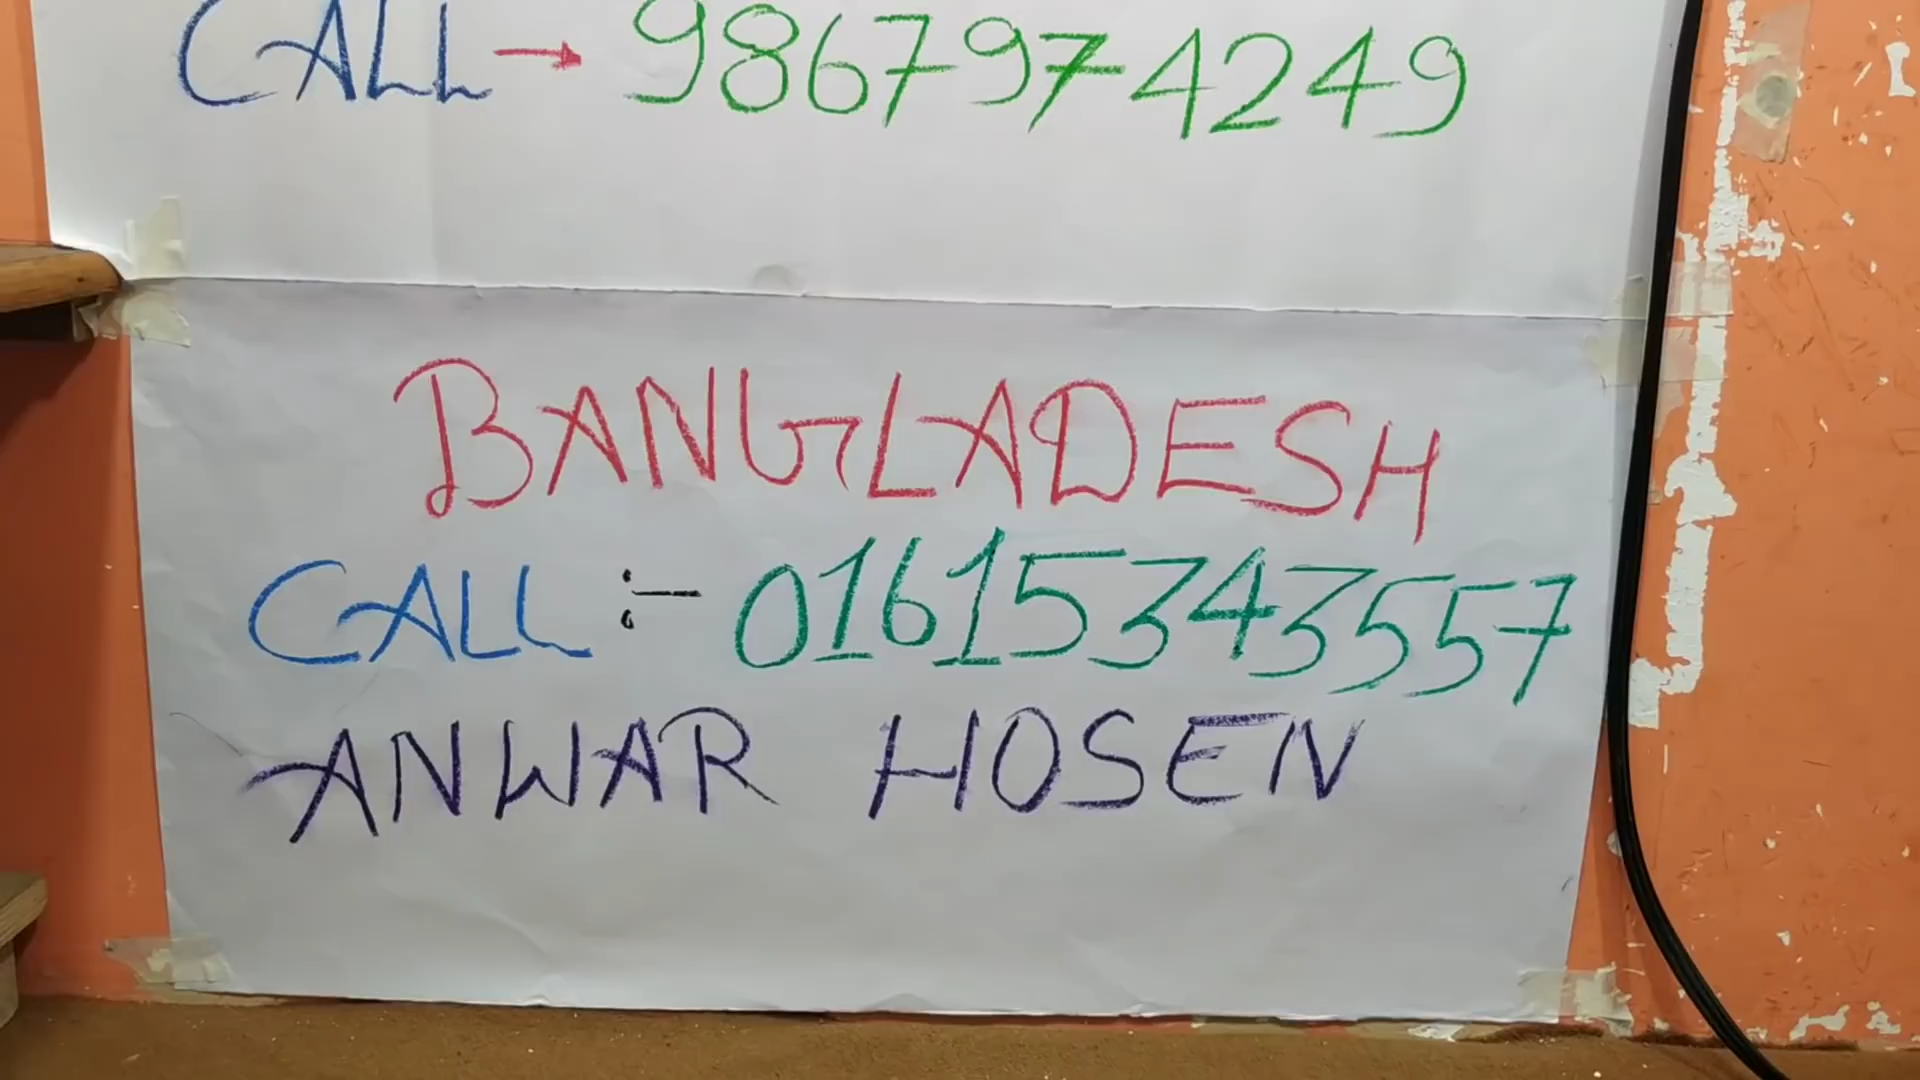 CALL → 9867974249
BANGLADESH
CALL :- 01615343557
ANWAR HOSEN